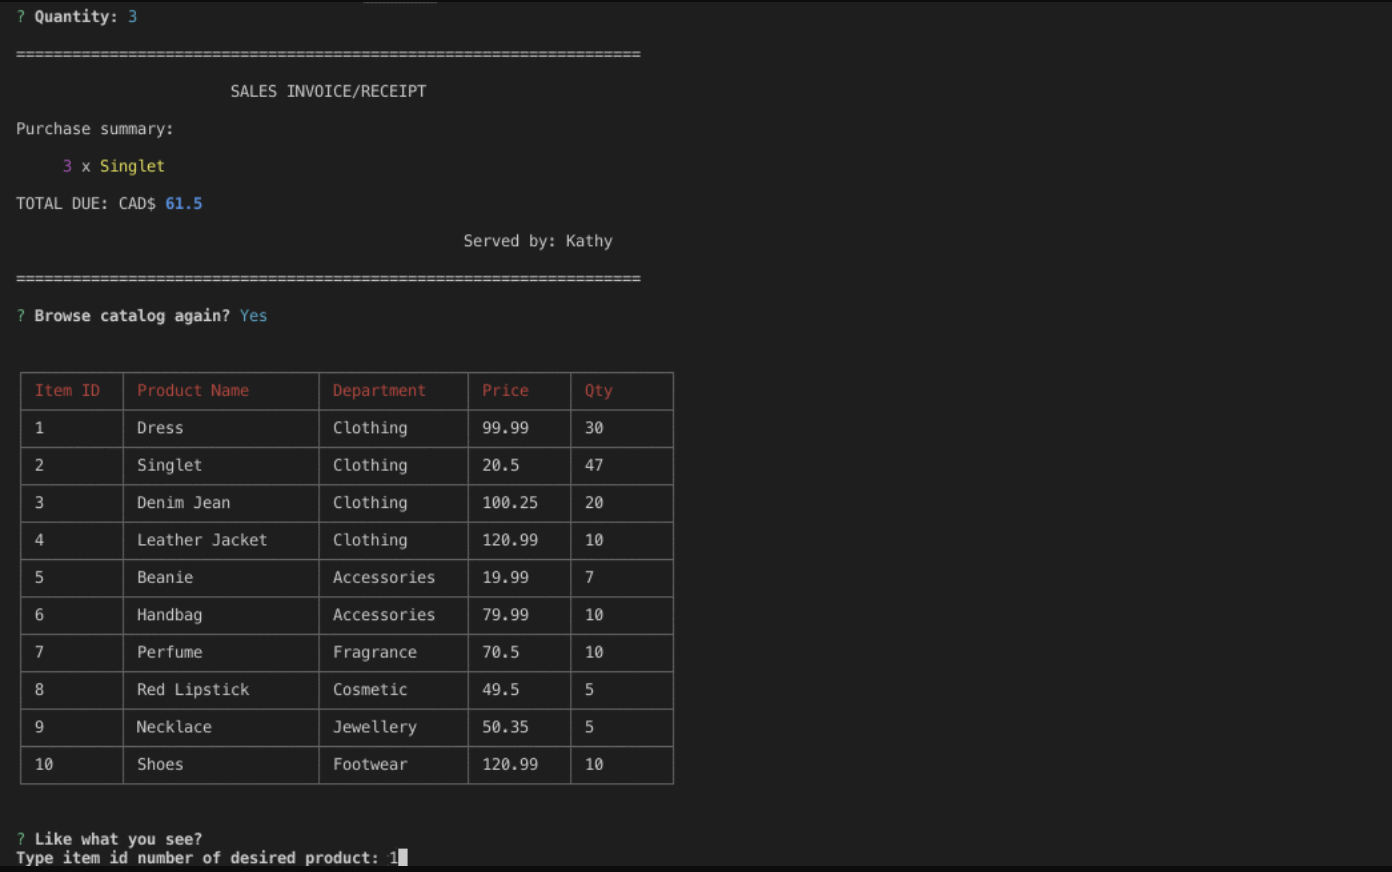 ? Quantity: 3
===================================================================
SALES INVOICE/RECEIPT
Purchase summary:
3 x Singlet
TOTAL DUE: CAD$ 61.5
Served by: Kathy
===================================================================
? Browse catalog again? Yes
Item ID Product Name Department Price Qty
1 Dress Clothing 99.99 30
2 Singlet Clothing 20.5 47
3 Denim Jean Clothing 100.25 20
4 Leather Jacket Clothing 120.99 10
5 Beanie Accessories 19.99 7
6 Handbag Accessories 79.99 10
7 Perfume Fragrance 70.5 10
8 Red Lipstick Cosmetic 49.5 5
9 Necklace Jewellery 50.35 5
10 Shoes Footwear 120.99 10
? Like what you see?
Type item id number of desired product: 1